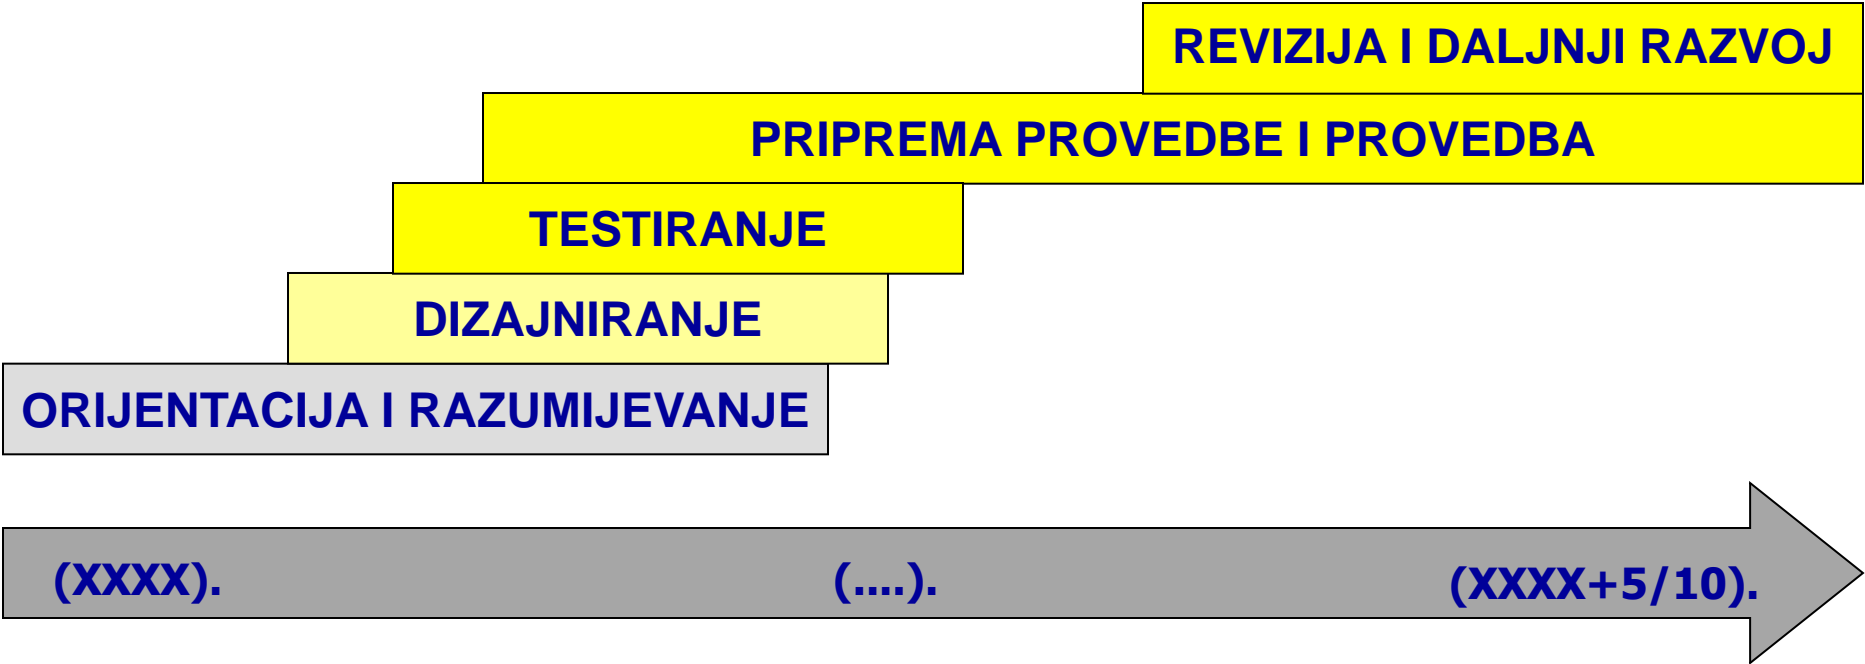 REVIZIJA I DALJNJI RAZVOJ
PRIPREMA PROVEDBE I PROVEDBA
TESTIRANJE
DIZAJNIRANJE
ORIJENTACIJA I RAZUMIJEVANJE
(XXXX). (....). (XXXX+5/10).